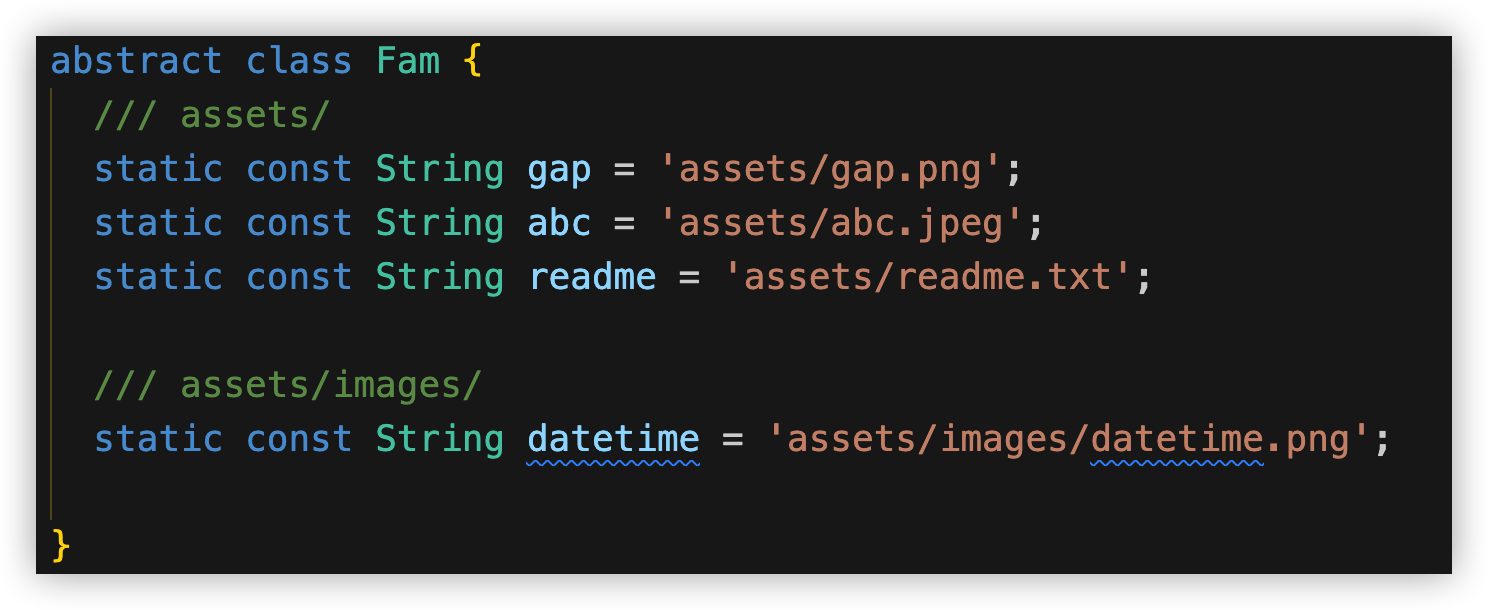 abstract class Fam {
/// assets/
static const String gap = 'assets/gap.png';
static const String abc = 'assets/abc.jpeg';
static const String readme = 'assets/readme.txt';
/// assets/images/
static const String datetime = 'assets/images/datetime.png';
}